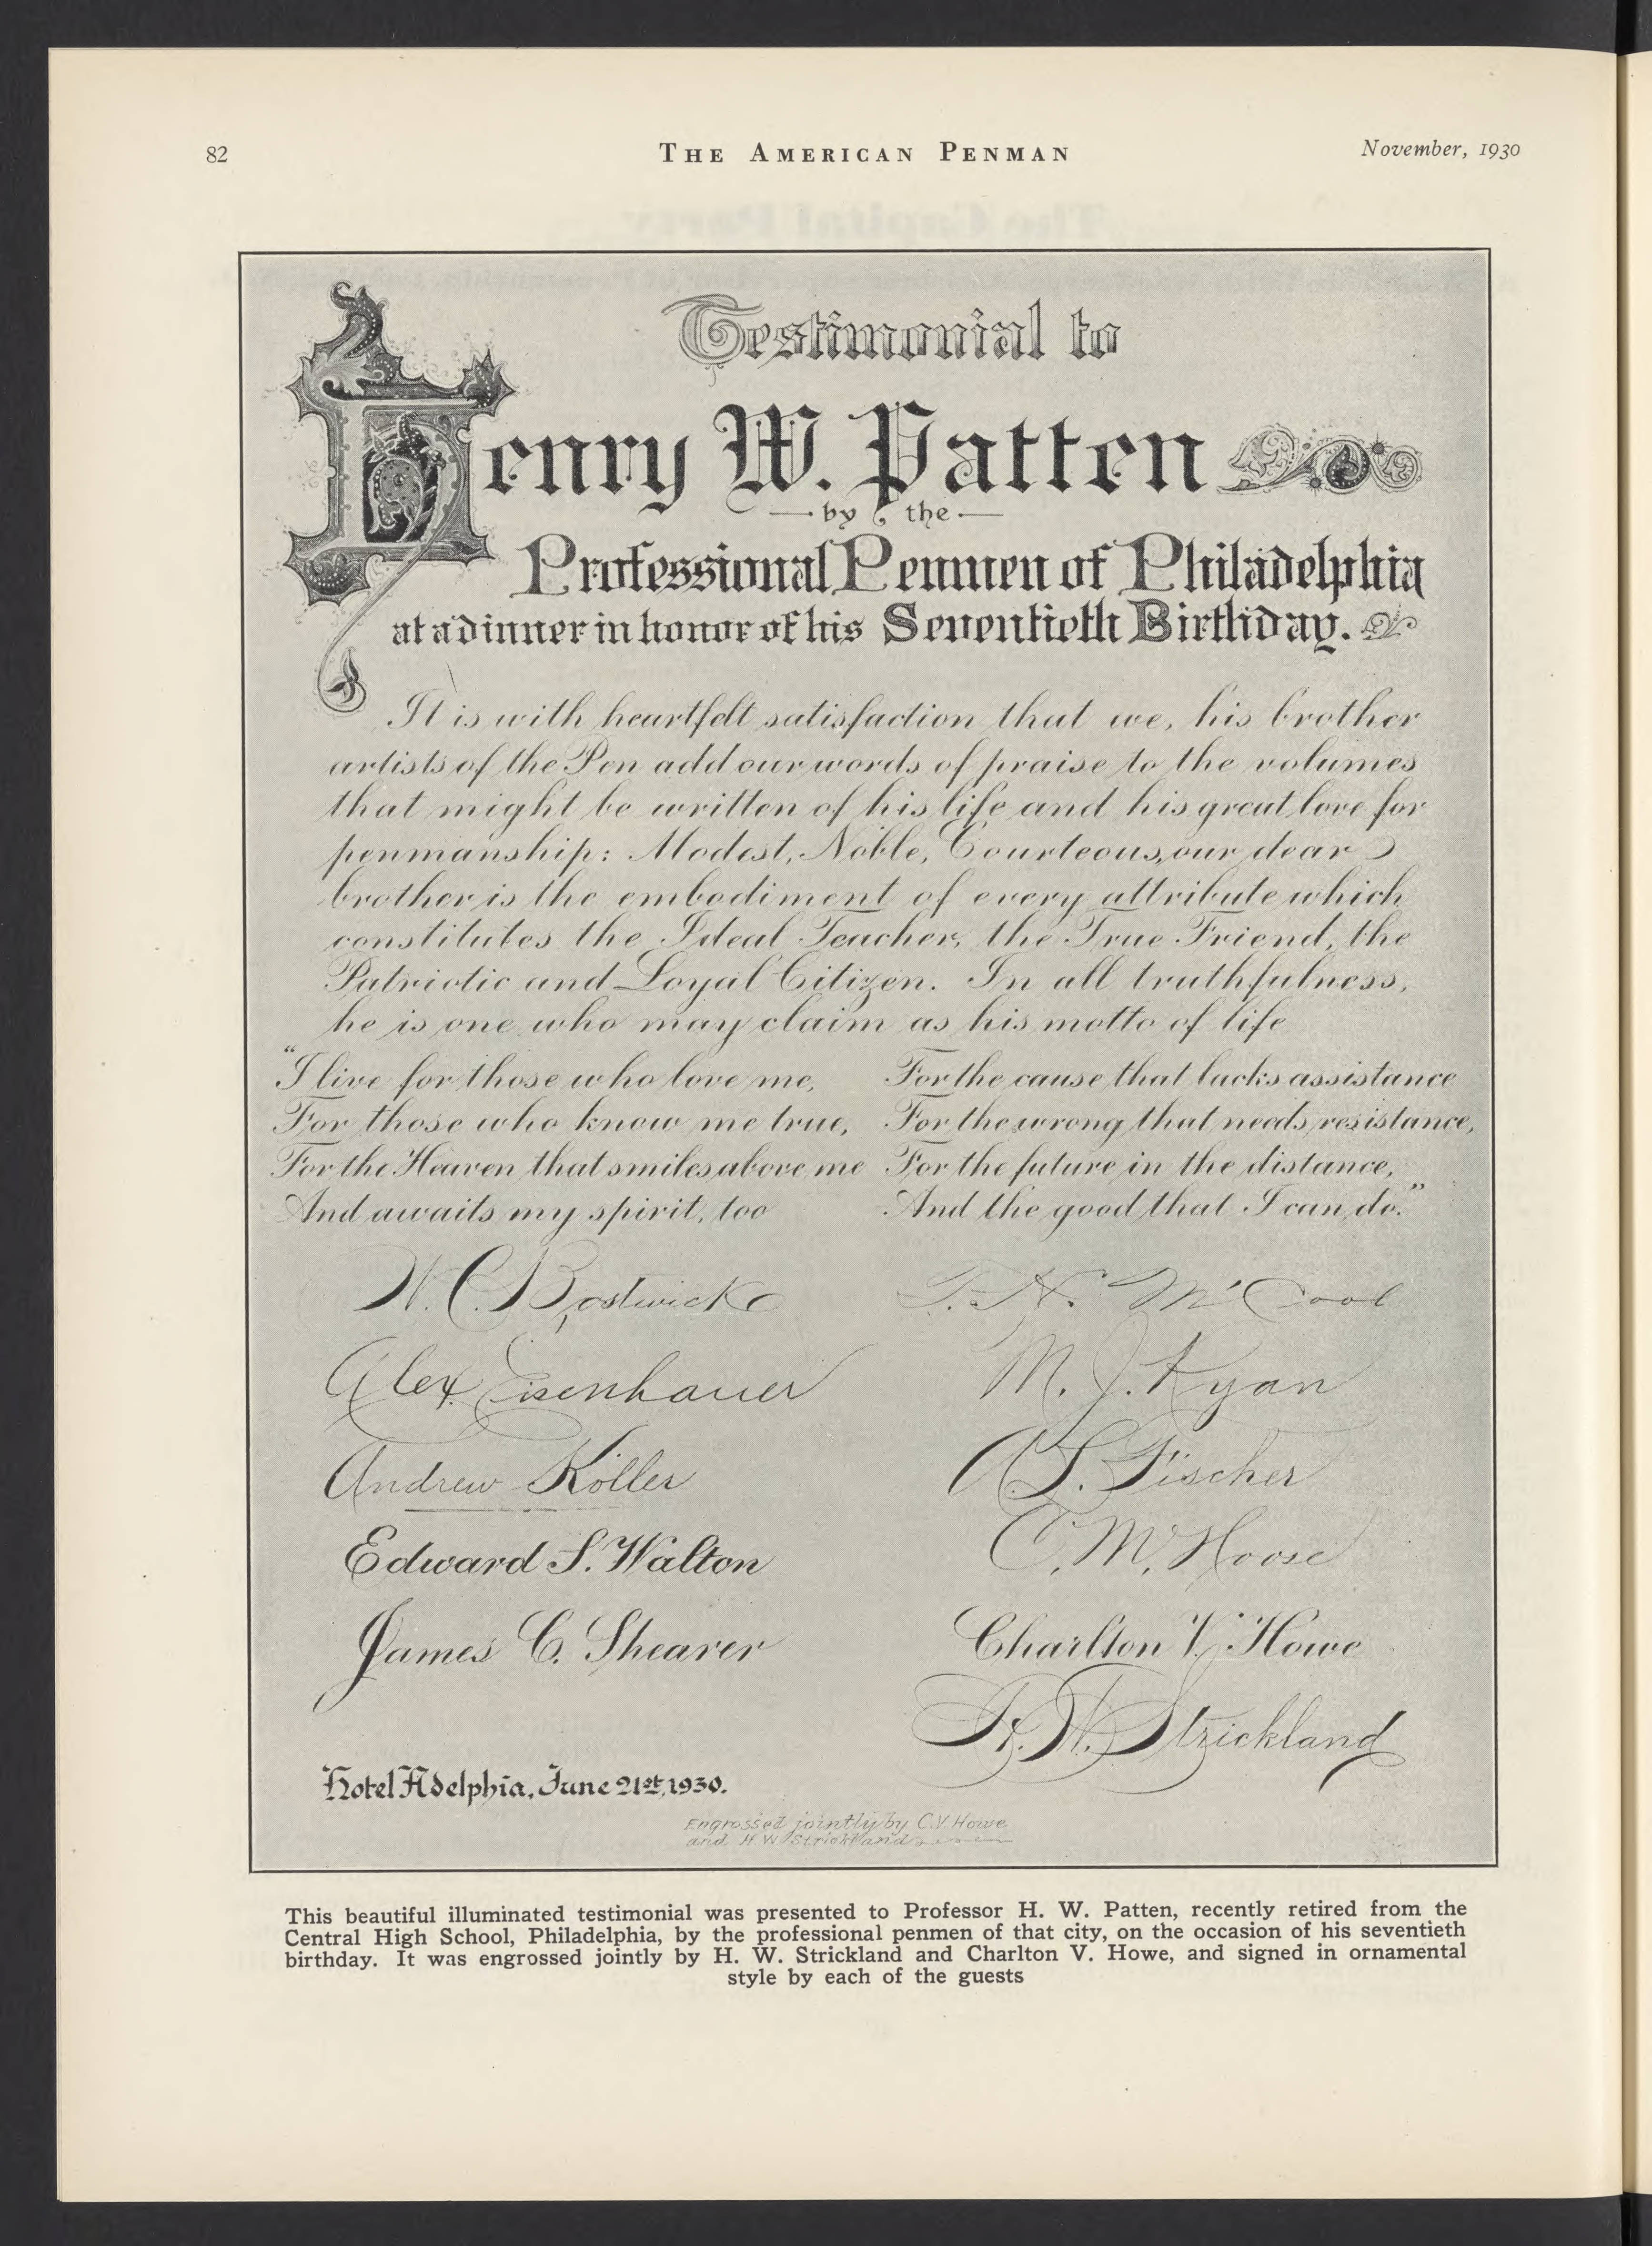 82
THE AMERICAN PENMAN
November, 1930
Testimonial to
Henry W. Patten
by the
Professional Penmen of Philadelphia
at a dinner in honor of his Seventieth Birthday.
It is with heartfelt satisfaction that we, his brother
artists of the Pen add our words of praise to the volumes
that might be written of his life and his great love for
penmanship: Modest, Noble, Courteous, our dear
brother is the embodiment of every attribute which
constitutes the Ideal Teacher, the True Friend, the
Patriotic and Loyal Citizen. In all truthfulness,
he is one who may claim as his motto of life
"I live for those who love me,
For those who know me true,
For the Heaven that smiles above me
And awaits my spirit, too
For the cause that lacks assistance
For the wrong that needs resistance,
For the future in the distance,
And the good that I can do."
W. C. Bostwick
Alex. Eisenhauer
Andrew Köller
Edward S. Walton
James C. Shearer
T. H. McCool
M. J. Ryan
A. S. Fischer
C. M. Hoose
Charlton V. Howe
H. W. Strickland
Hotel Adelphia, June 21st, 1930.
Engrossed jointly by C. V. Howe
and H W Strickland
This beautiful illuminated testimonial was presented to Professor H. W. Patten, recently retired from the
Central High School, Philadelphia, by the professional penmen of that city, on the occasion of his seventieth
birthday. It was engrossed jointly by H. W. Strickland and Charlton V. Howe, and signed in ornamental
style by each of the guests